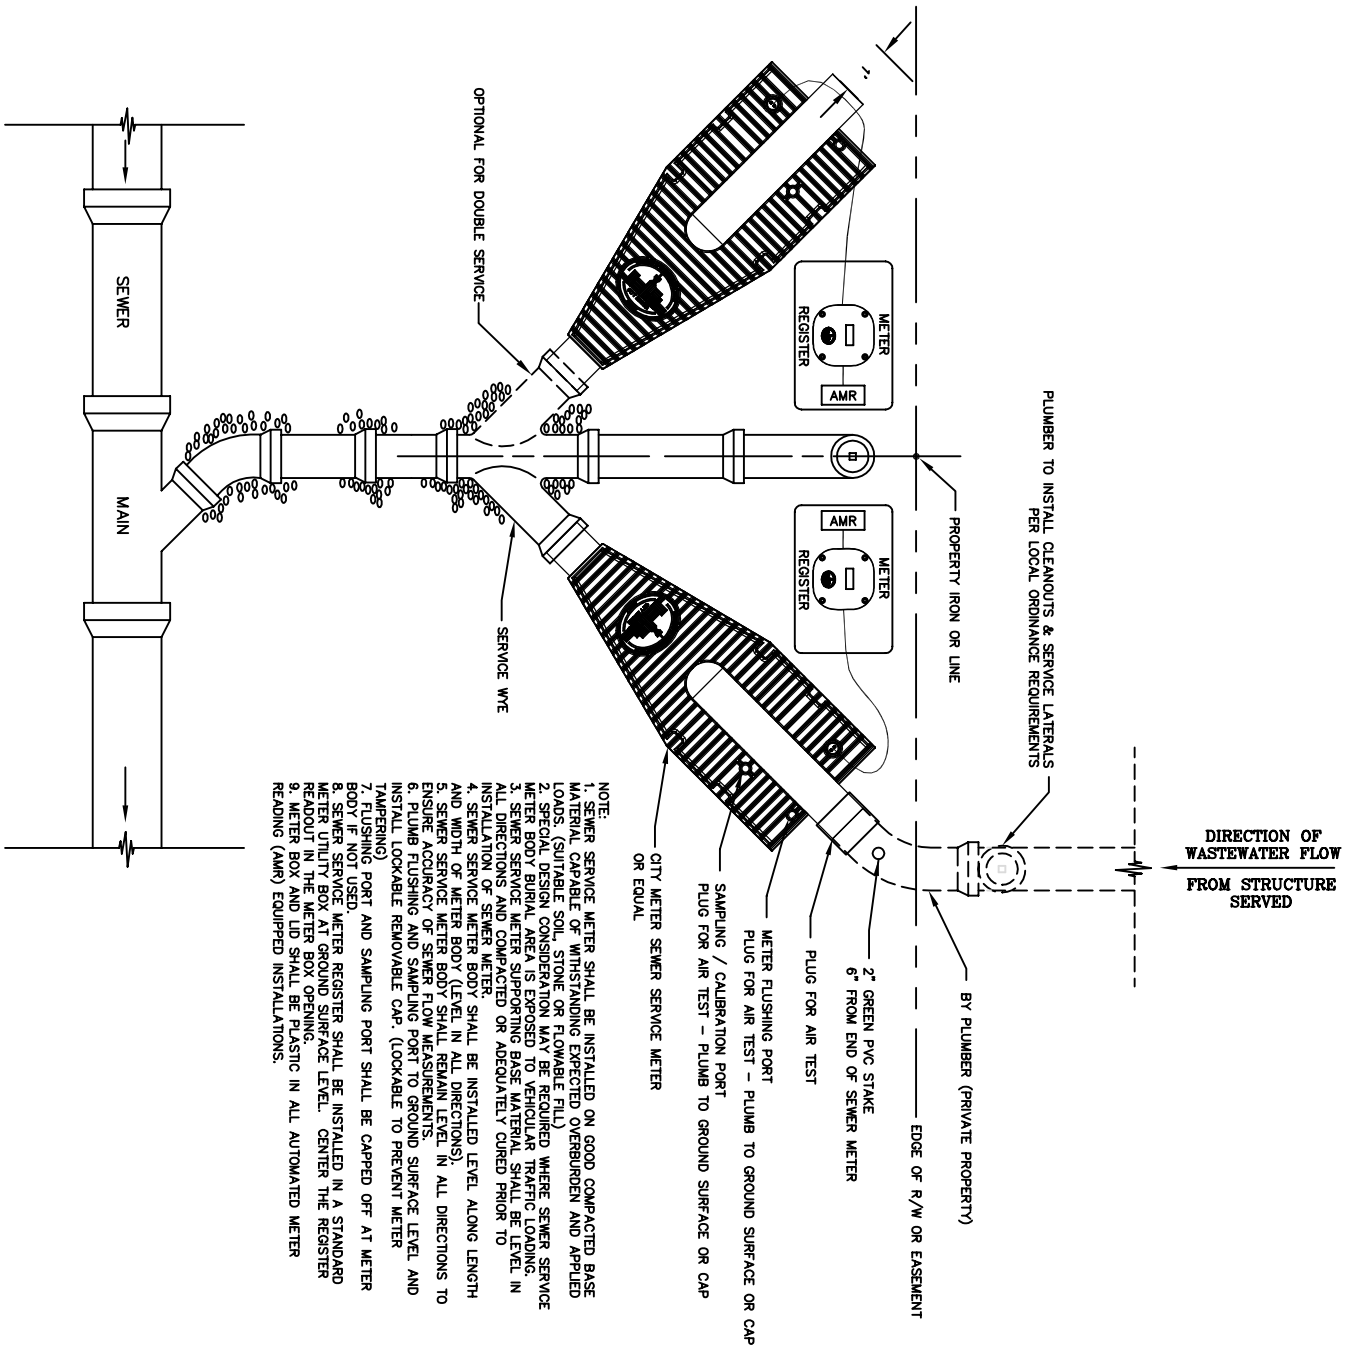 DIRECTION OF
WASTEWATER FLOW
FROM STRUCTURE
SERVED
PLUMBER TO INSTALL CLEANOUTS & SERVICE LATERALS
PER LOCAL ORDINANCE REQUIREMENTS
BY PLUMBER (PRIVATE PROPERTY)
PROPERTY IRON OR LINE
EDGE OF R/W OR EASEMENT
1'
METER
REGISTER
AMR
METER
REGISTER
AMR
2" GREEN PVC STAKE
6" FROM END OF SEWER METER
PLUG FOR AIR TEST
METER FLUSHING PORT
PLUG FOR AIR TEST - PLUMB TO GROUND SURFACE OR CAP
SAMPLING / CALIBRATION PORT
PLUG FOR AIR TEST - PLUMB TO GROUND SURFACE OR CAP
CITY METER SEWER SERVICE METER
OR EQUAL
OPTIONAL FOR DOUBLE SERVICE
SERVICE WYE
SEWER
MAIN
NOTE:
1. SEWER SERVICE METER SHALL BE INSTALLED ON GOOD COMPACTED BASE
MATERIAL CAPABLE OF WITHSTANDING EXPECTED OVERBURDEN AND APPLIED
LOADS. (SUITABLE SOIL, STONE OR FLOWABLE FILL)
2. SPECIAL DESIGN CONSIDERATION MAY BE REQUIRED WHERE SEWER SERVICE
METER BODY BURIAL AREA IS EXPOSED TO VEHICULAR TRAFFIC LOADING.
3. SEWER SERVICE METER SUPPORTING BASE MATERIAL SHALL BE LEVEL IN
ALL DIRECTIONS AND COMPACTED OR ADEQUATELY CURED PRIOR TO
INSTALLATION OF SEWER METER.
4. SEWER SERVICE METER BODY SHALL BE INSTALLED LEVEL ALONG LENGTH
AND WIDTH OF METER BODY (LEVEL IN ALL DIRECTIONS).
5. SEWER SERVICE METER BODY SHALL REMAIN LEVEL IN ALL DIRECTIONS TO
ENSURE ACCURACY OF SEWER FLOW MEASUREMENTS.
6. PLUMB FLUSHING AND SAMPLING PORT TO GROUND SURFACE LEVEL AND
INSTALL LOCKABLE REMOVABLE CAP. (LOCKABLE TO PREVENT METER
TAMPERING)
7. FLUSHING PORT AND SAMPLING PORT SHALL BE CAPPED OFF AT METER
BODY IF NOT USED.
8. SEWER SERVICE METER REGISTER SHALL BE INSTALLED IN A STANDARD
METER UTILITY BOX AT GROUND SURFACE LEVEL. CENTER THE REGISTER
READOUT IN THE METER BOX OPENING.
9. METER BOX AND LID SHALL BE PLASTIC IN ALL AUTOMATED METER
READING (AMR) EQUIPPED INSTALLATIONS.